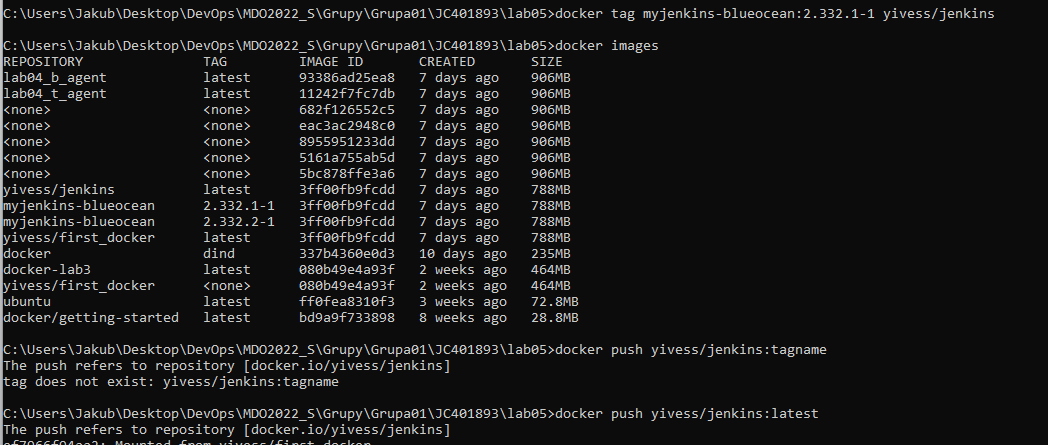 C:\Users\Jakub\Desktop\DevOps\MDO2022_S\Grupy\Grupa01\JC401893\lab05>docker tag myjenkins-blueocean:2.332.1-1 yivess/jenkins
C:\Users\Jakub\Desktop\DevOps\MDO2022_S\Grupy\Grupa01\JC401893\lab05>docker images
REPOSITORY TAG IMAGE ID CREATED SIZE
lab04_b_agent latest 93386ad25ea8 7 days ago 906MB
lab04_t_agent latest 11242f7fc7db 7 days ago 906MB
<none> <none> 682f126552c5 7 days ago 906MB
<none> <none> eac3ac2948c0 7 days ago 906MB
<none> <none> 8955951233dd 7 days ago 906MB
<none> <none> 5161a755ab5d 7 days ago 906MB
<none> <none> 5bc878ffe3a6 7 days ago 906MB
yivess/jenkins latest 3ff00fb9fcdd 7 days ago 788MB
myjenkins-blueocean 2.332.1-1 3ff00fb9fcdd 7 days ago 788MB
myjenkins-blueocean 2.332.2-1 3ff00fb9fcdd 7 days ago 788MB
yivess/first_docker latest 3ff00fb9fcdd 7 days ago 788MB
docker dind 337b4360e0d3 10 days ago 235MB
docker-lab3 latest 080b49e4a93f 2 weeks ago 464MB
yivess/first_docker <none> 080b49e4a93f 2 weeks ago 464MB
ubuntu latest ff0fea8310f3 3 weeks ago 72.8MB
docker/getting-started latest bd9a9f733898 8 weeks ago 28.8MB
C:\Users\Jakub\Desktop\DevOps\MDO2022_S\Grupy\Grupa01\JC401893\lab05>docker push yivess/jenkins:tagname
The push refers to repository [docker.io/yivess/jenkins]
tag does not exist: yivess/jenkins:tagname
C:\Users\Jakub\Desktop\DevOps\MDO2022_S\Grupy\Grupa01\JC401893\lab05>docker push yivess/jenkins:latest
The push refers to repository [docker.io/yivess/jenkins]
Mounted from yivess/first_docker